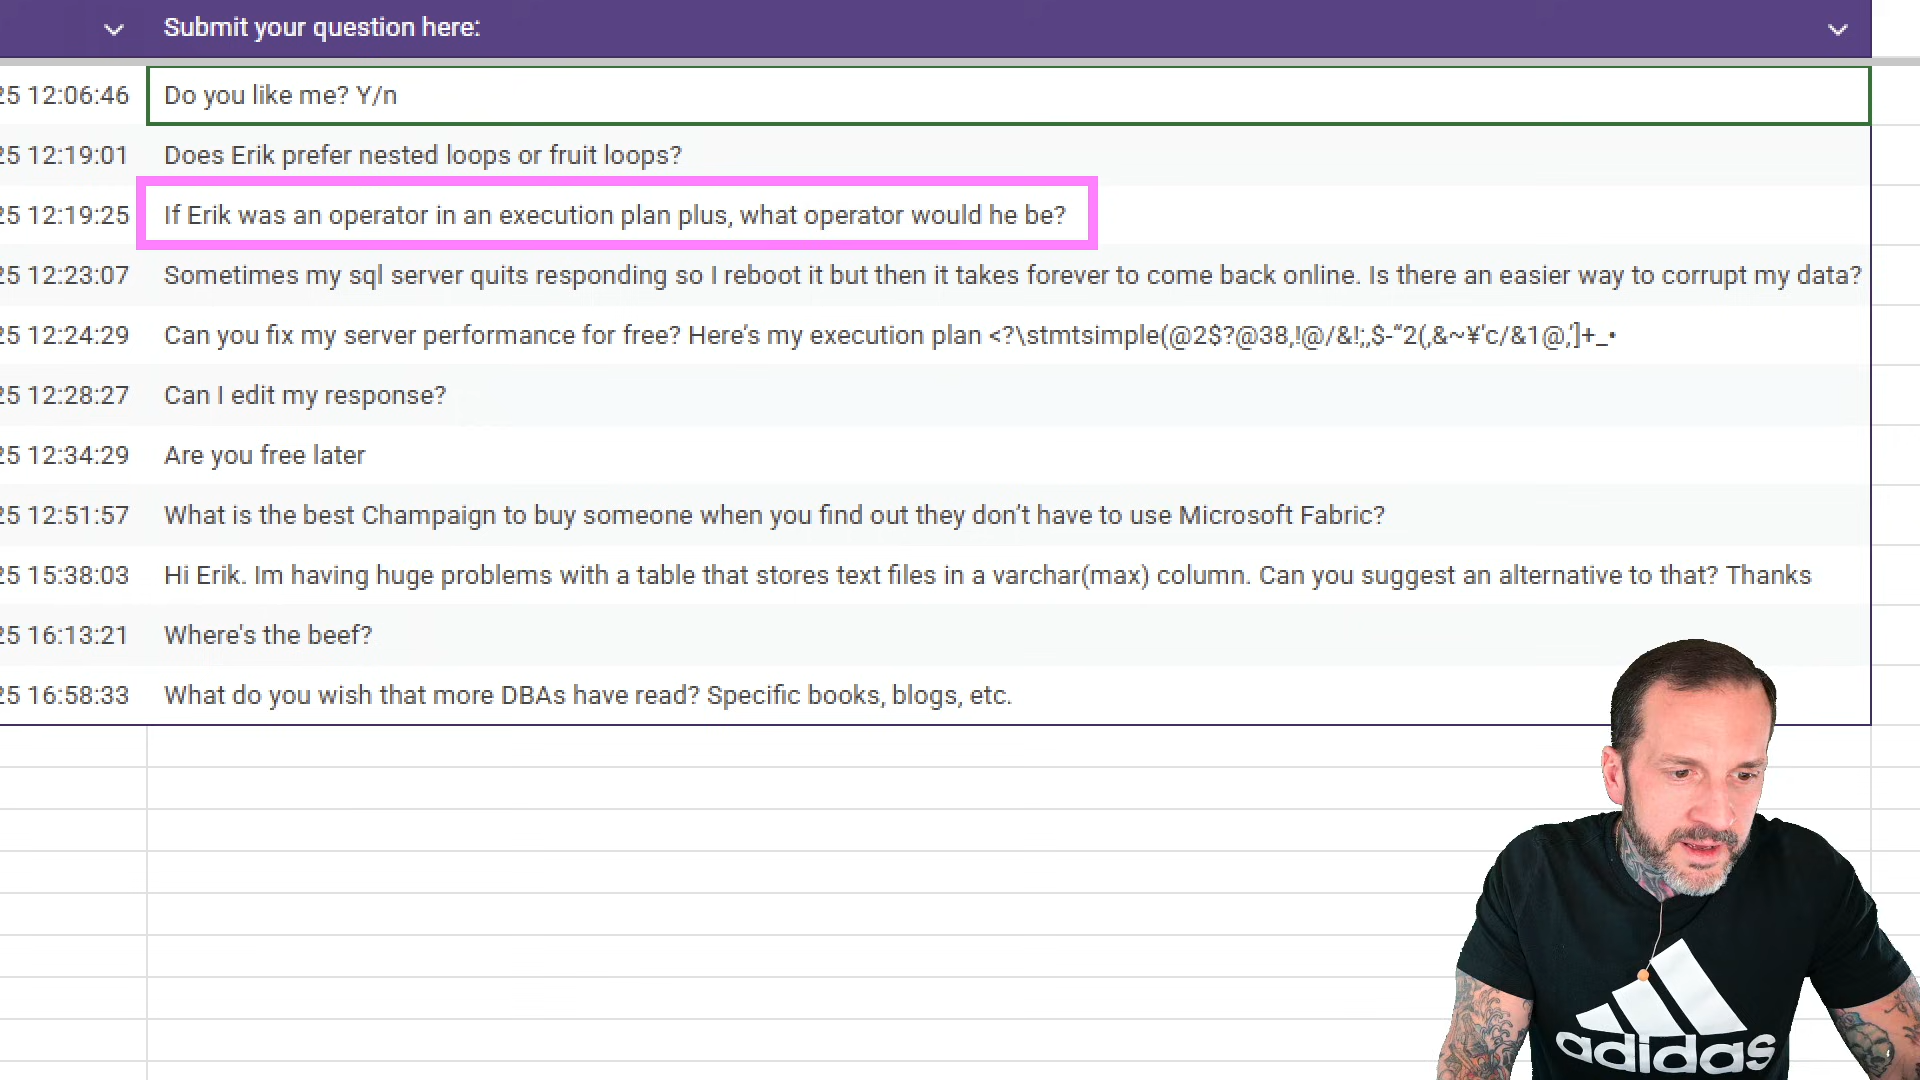 Submit your question here:
25 12:06:46 Do you like me? Y/n
25 12:19:01 Does Erik prefer nested loops or fruit loops?
25 12:19:25 If Erik was an operator in an execution plan plus, what operator would he be?
25 12:23:07 Sometimes my sql server quits responding so I reboot it but then it takes forever to come back online. Is there an easier way to corrupt my data?
25 12:24:29 Can you fix my server performance for free? Here's my execution plan <?\stmtsimple(@2$?@38,!@/&!;,$-“2(,&~¥’c/&1@,’]+_•
25 12:28:27 Can I edit my response?
25 12:34:29 Are you free later
25 12:51:57 What is the best Champaign to buy someone when you find out they don’t have to use Microsoft Fabric?
25 15:38:03 Hi Erik. Im having huge problems with a table that stores text files in a varchar(max) column. Can you suggest an alternative to that? Thanks
25 16:13:21 Where's the beef?
25 16:58:33 What do you wish that more DBAs have read? Specific books, blogs, etc.
adidas